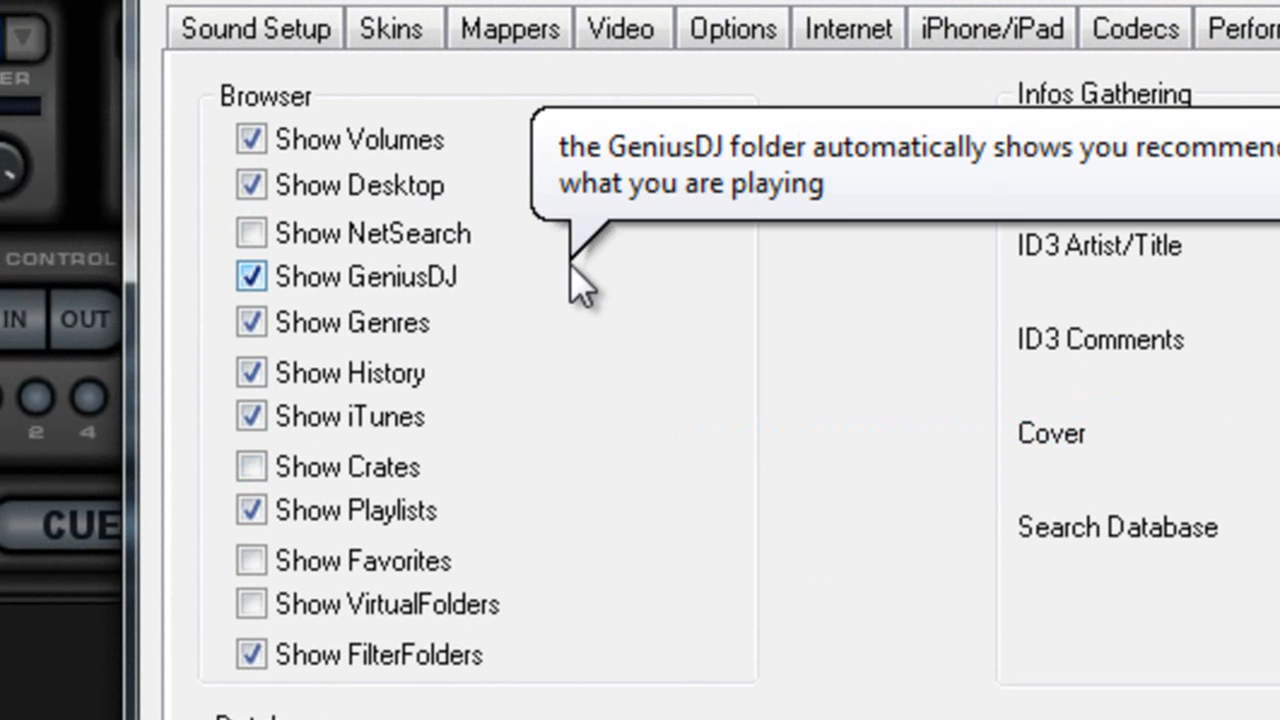 Sound Setup Skins Mappers Video Options Internet iPhone/iPad Codecs
Browser
Show Volumes
Show Desktop
Show NetSearch
Show GeniusDJ
Show Genres
Show History
Show iTunes
Show Crates
Show Playlists
Show Favorites
Show VirtualFolders
Show FilterFolders
the GeniusDJ folder automatically shows you
what you are playing
Infos Gathering
ID3 Artist/Title
ID3 Comments
Cover
Search Database
CONTROL
IN OUT
2 4
CUE